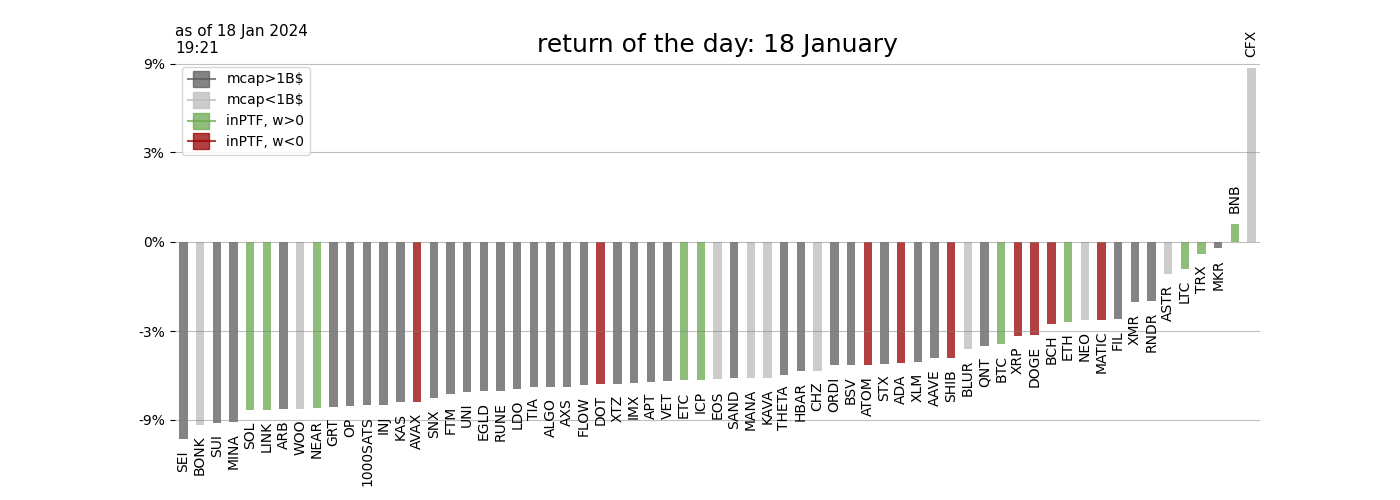 as of 18 Jan 2024
19:21
return of the day: 18 January
9%
3%
0%
-3%
-9%
mcap>1B$
mcap<1B$
inPTF, w>0
inPTF, w<0
SEI
BONK
SUI
MINA
SOL
LINK
ARB
WOO
NEAR
GRT
OP
1000SATS
INJ
KAS
AVAX
SNX
FTM
UNI
EGLD
RUNE
LDO
TIA
ALGO
AXS
FLOW
DOT
XTZ
IMX
APT
VET
ETC
ICP
EOS
SAND
MANA
KAVA
THETA
HBAR
CHZ
ORDI
BSV
ATOM
STX
ADA
XLM
AAVE
SHIB
BLUR
QNT
BTC
XRP
DOGE
BCH
ETH
NEO
MATIC
FIL
XMR
RNDR
ASTR
LTC
TRX
MKR
BNB
CFX